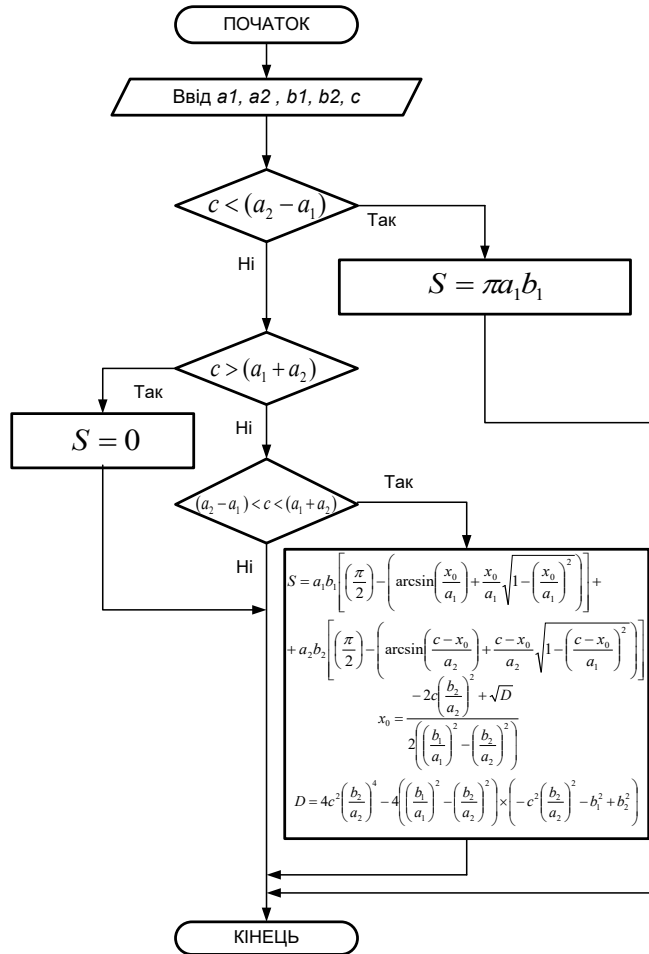 ПОЧАТОК
Ввід a1, a2 , b1, b2, c
c < (a₂ − a₁)
Так
Ні
S = πa₁b₁
c > (a₁ + a₂)
Так
Ні
S = 0
(a₂ − a₁) < c < (a₁ + a₂)
Так
Ні
S = a₁b₁[(π/2) − (arcsin(x₀/a₁) + x₀/a₁ √(1 − (x₀/a₁)²))] +
+ a₂b₂[(π/2) − (arcsin((c − x₀)/a₂) + (c − x₀)/a₂ √(1 − ((c − x₀)/a₁)²))]
x₀ = (−2c(b₂/a₂)² + √D) / (2((b₁/a₁)² − (b₂/a₂)²))
D = 4c²(b₂/a₂)⁴ − 4((b₁/a₁)² − (b₂/a₂)²) × (−c²(b₂/a₂)² − b₁² + b₂²)
КІНЕЦЬ